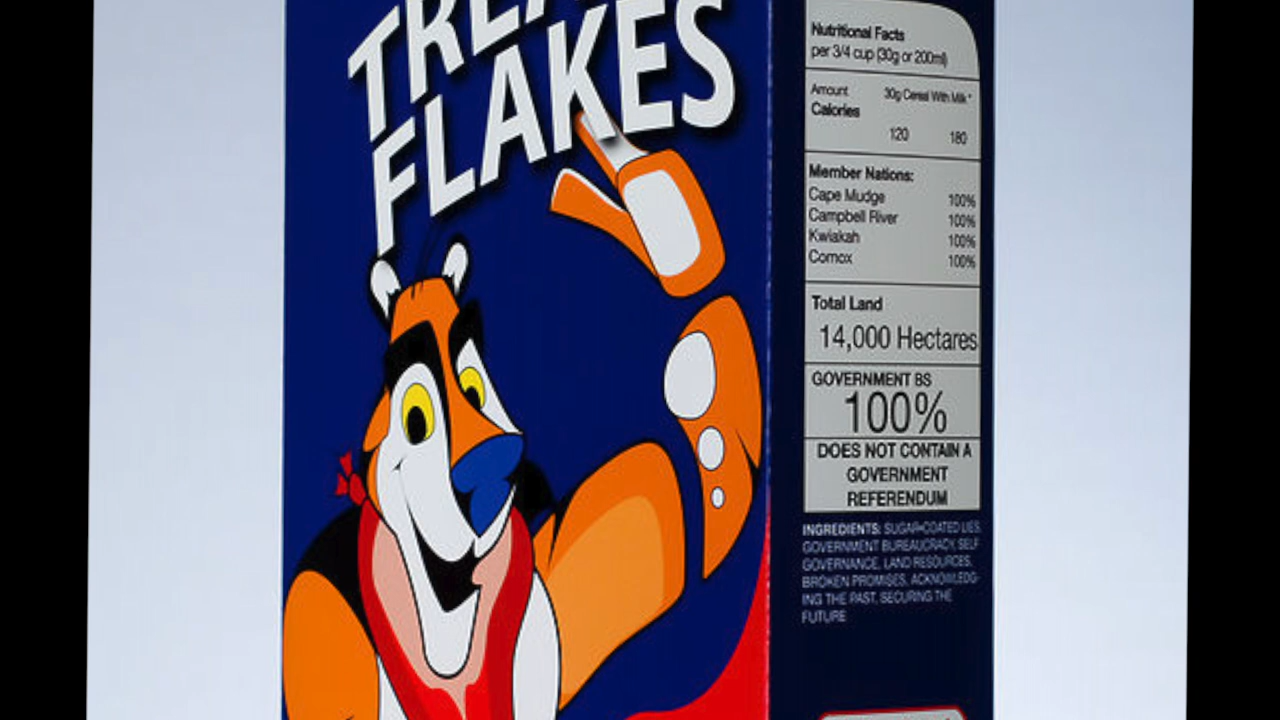 FLAKES
Nutritional Facts
per 3/4 cup (30g or 200ml)
Amount 30g Cereal With Milk*
Calories
120 180
Member Nations:
Cape Mudge 100%
Campbell River 100%
Kwiakah 100%
Comox 100%
Total Land
14,000 Hectares
GOVERNMENT BS
100%
DOES NOT CONTAIN A
GOVERNMENT
REFERENDUM
INGREDIENTS: SUGAR-COATED LIES,
GOVERNMENT BUREAUCRACY, SELF
GOVERNANCE, LAND RESOURCES,
BROKEN PROMISES, ACKNOWLEDG-
ING THE PAST, SECURING THE
FUTURE